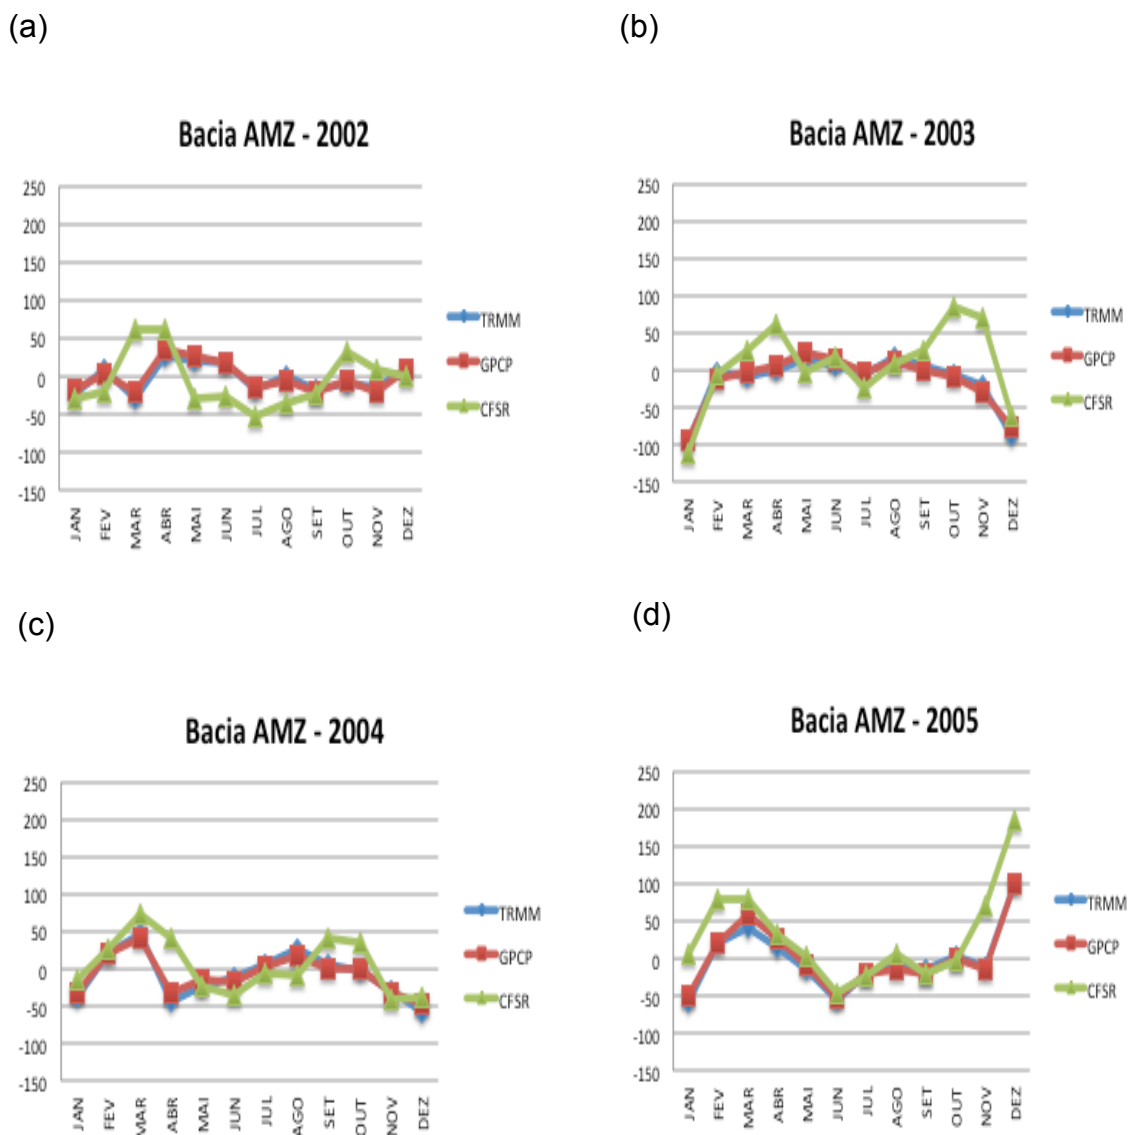 (a)
Bacia AMZ - 2002
250
200
150
100
50
0
-50
-100
-150
JAN FEV MAR ABR MAI JUN JUL AGO SET OUT NOV DEZ
TRMM
GPCP
CFSR
(b)
Bacia AMZ - 2003
250
200
150
100
50
0
-50
-100
-150
JAN FEV MAR ABR MAI JUN JUL AGO SET OUT NOV DEZ
TRMM
GPCP
CFSR
(c)
Bacia AMZ - 2004
250
200
150
100
50
0
-50
-100
-150
JAN FEV MAR ABR MAI JUN JUL AGO SET OUT NOV DEZ
TRMM
GPCP
CFSR
(d)
Bacia AMZ - 2005
250
200
150
100
50
0
-50
-100
-150
JAN FEV MAR ABR MAI JUN JUL AGO SET OUT NOV DEZ
TRMM
GPCP
CFSR